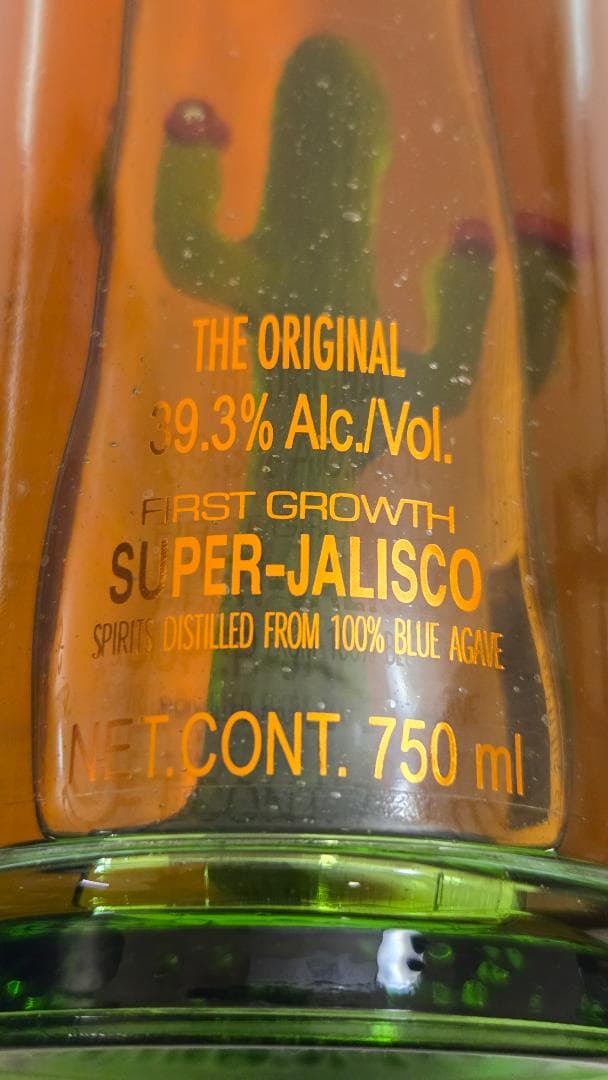 THE ORIGINAL
39.3% Alc./Vol.
FIRST GROWTH
SUPER-JALISCO
SPIRITS DISTILLED FROM 100% BLUE AGAVE
NET.CONT. 750 ml